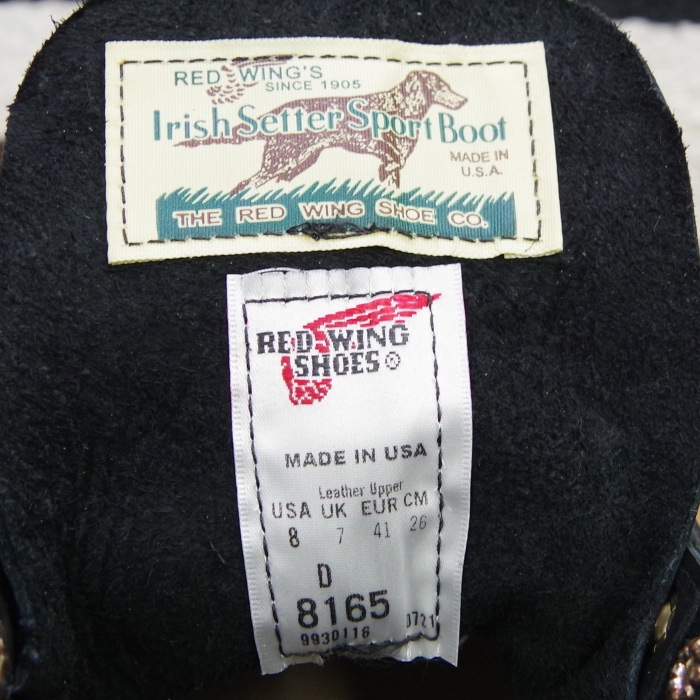 RED WING'S
SINCE 1905
Irish Setter Sport Boot
MADE IN
U.S.A.
THE RED WING SHOE CO.
RED WING
SHOES®
MADE IN USA
Leather Upper
USA UK EUR CM
8 7 41 26
D
8165
9930116 0721